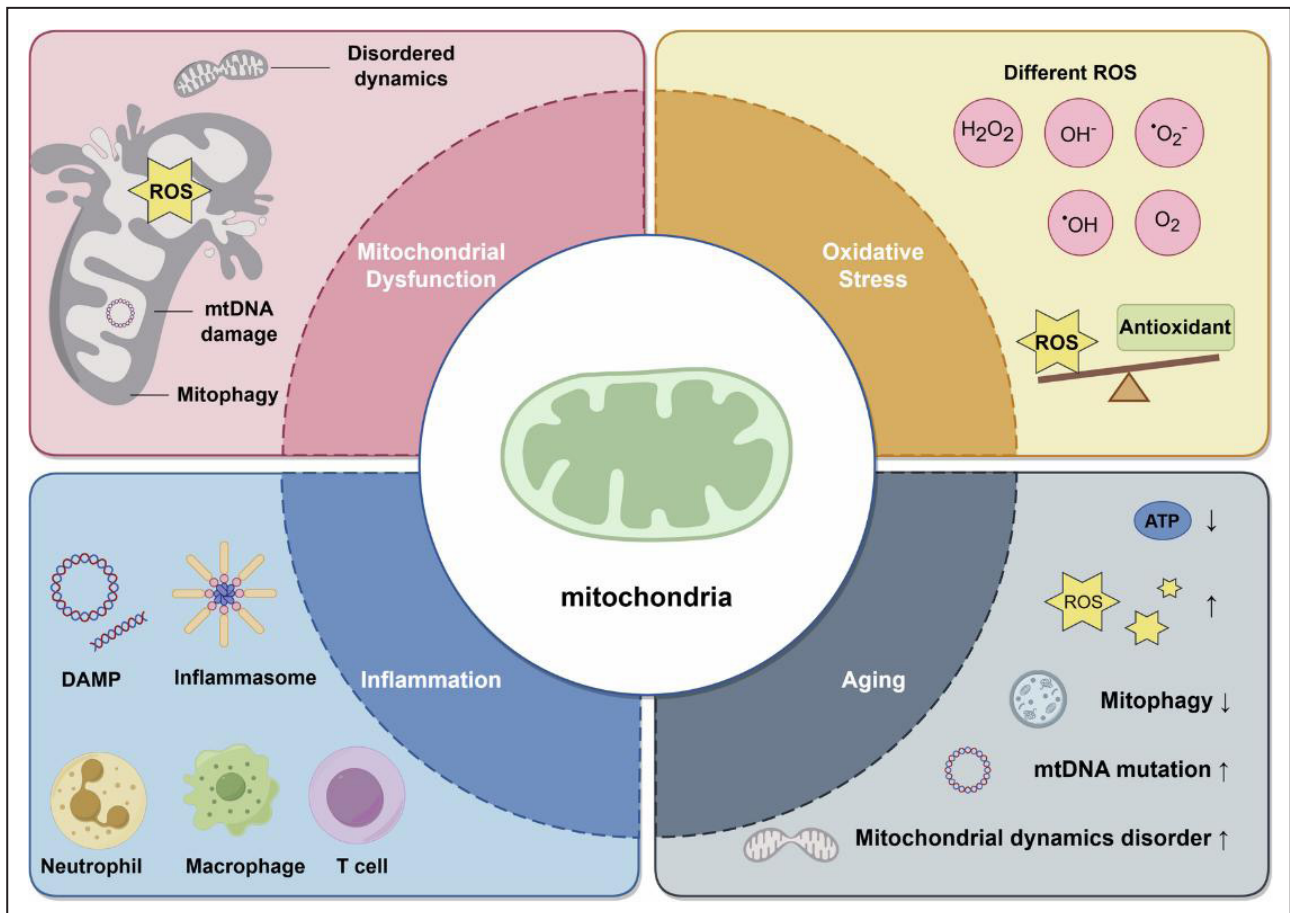 Disordered
dynamics
ROS
mtDNA
damage
Mitophagy
Mitochondrial
Dysfunction
Different ROS
H₂O₂
OH⁻
•O₂⁻
•OH
O₂
ROS
Antioxidant
Oxidative
Stress
mitochondria
DAMP
Inflammasome
Neutrophil
Macrophage
T cell
Inflammation
Aging
ATP ↓
ROS ↑
Mitophagy ↓
mtDNA mutation ↑
Mitochondrial dynamics disorder ↑